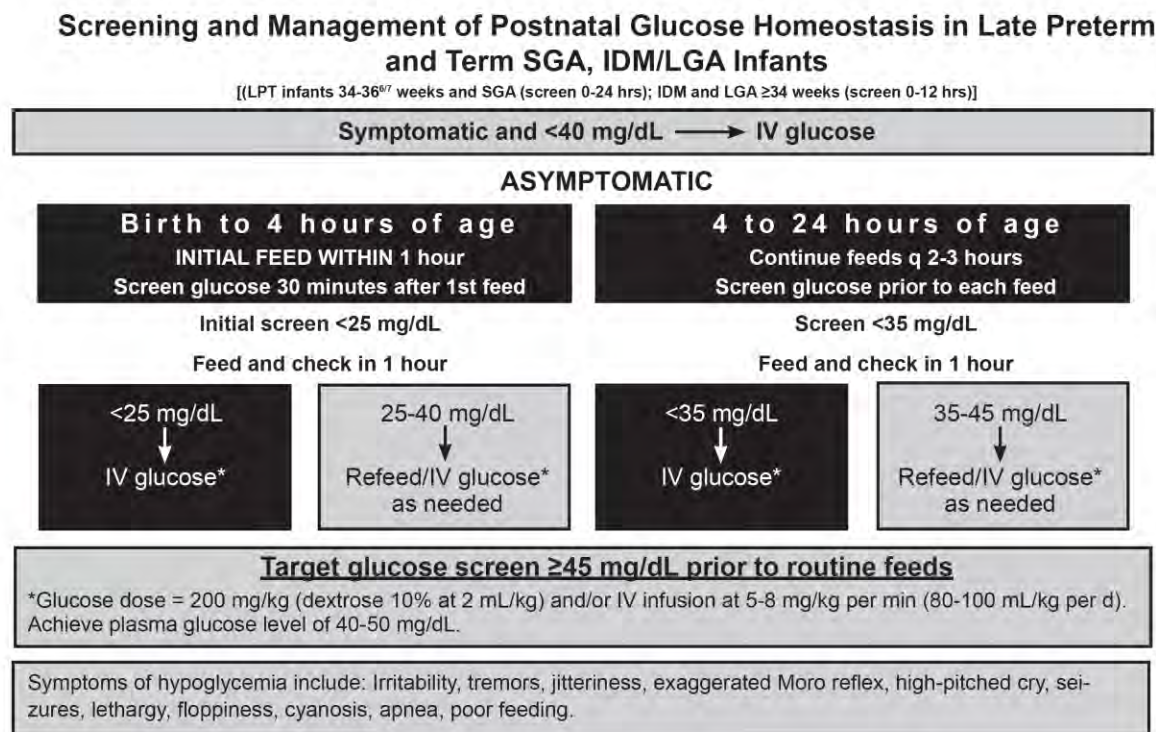 Screening and Management of Postnatal Glucose Homeostasis in Late Preterm
and Term SGA, IDM/LGA Infants
[(LPT infants 34-36⁶/⁷ weeks and SGA (screen 0-24 hrs); IDM and LGA ≥34 weeks (screen 0-12 hrs)]
Symptomatic and <40 mg/dL → IV glucose
ASYMPTOMATIC
Birth to 4 hours of age
INITIAL FEED WITHIN 1 hour
Screen glucose 30 minutes after 1st feed
Initial screen <25 mg/dL
Feed and check in 1 hour
<25 mg/dL
↓
IV glucose*
25-40 mg/dL
↓
Refeed/IV glucose*
as needed
4 to 24 hours of age
Continue feeds q 2-3 hours
Screen glucose prior to each feed
Screen <35 mg/dL
Feed and check in 1 hour
<35 mg/dL
↓
IV glucose*
35-45 mg/dL
↓
Refeed/IV glucose*
as needed
Target glucose screen ≥45 mg/dL prior to routine feeds
*Glucose dose = 200 mg/kg (dextrose 10% at 2 mL/kg) and/or IV infusion at 5-8 mg/kg per min (80-100 mL/kg per d).
Achieve plasma glucose level of 40-50 mg/dL.
Symptoms of hypoglycemia include: Irritability, tremors, jitteriness, exaggerated Moro reflex, high-pitched cry, sei-
zures, lethargy, floppiness, cyanosis, apnea, poor feeding.